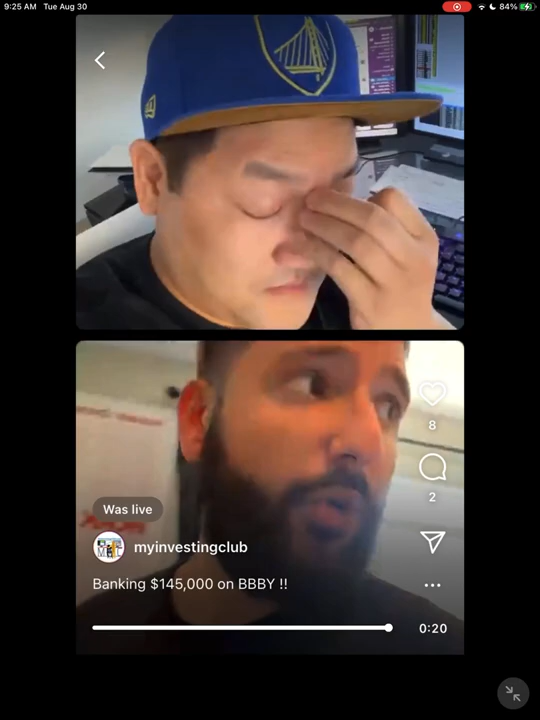 9:25 AM Tue Aug 30
84%
8
2
Was live
myinvestingclub
Banking $145,000 on BBBY !!
0:20